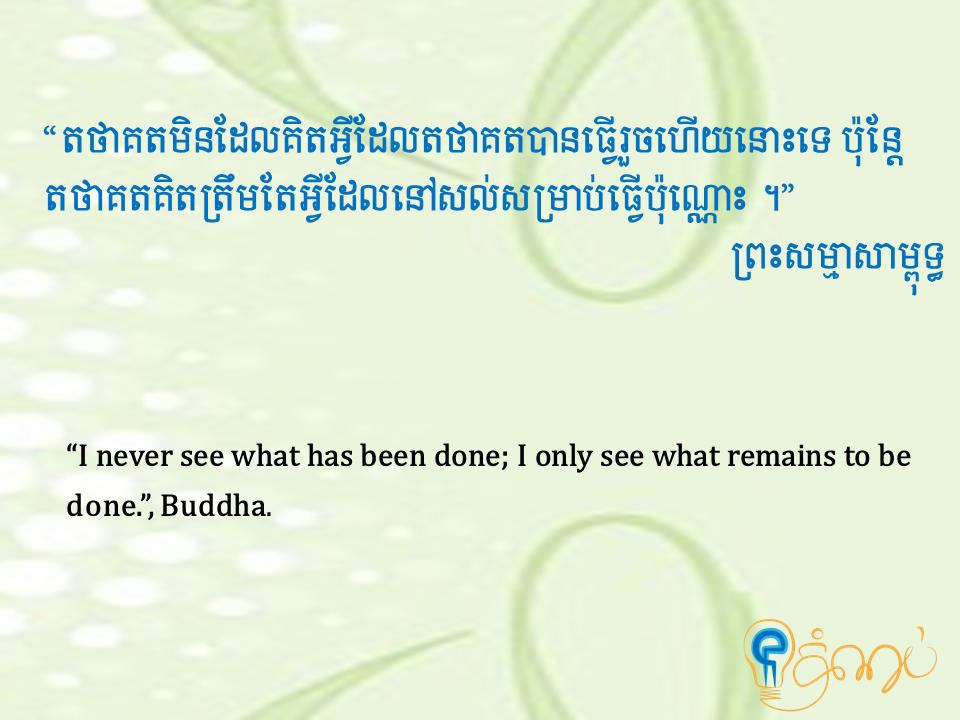 “ តថាគតមិនដែលគិតអ្វីដែលតថាគតបានធ្វើរួចហើយនោះទេ ប៉ុន្តែ
តថាគតគិតត្រឹមតែអ្វីដែលនៅសល់សម្រាប់ធ្វើប៉ុណ្ណោះ ។”
ព្រះសម្មាសាម្ពុទ្ធ
“I never see what has been done; I only see what remains to be
done.”, Buddha.